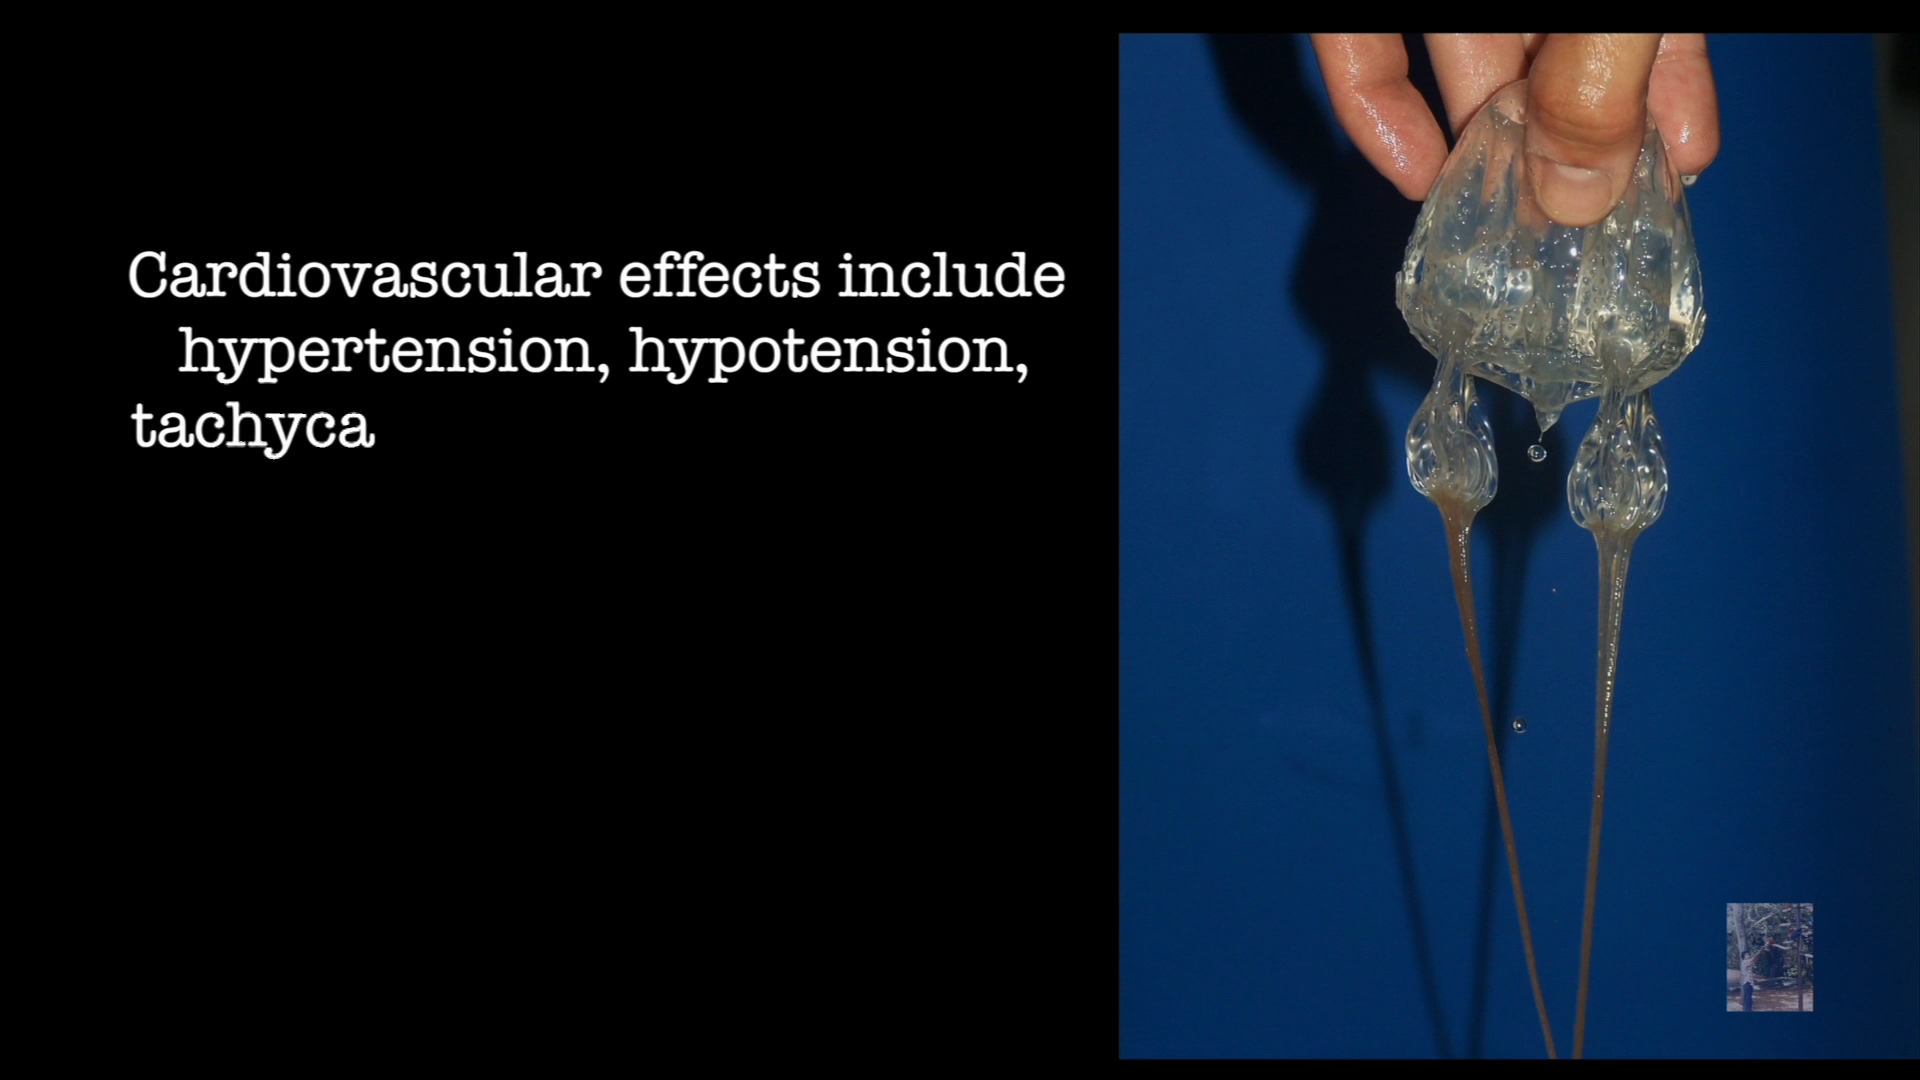 Cardiovascular effects include
hypertension, hypotension,
tachyca